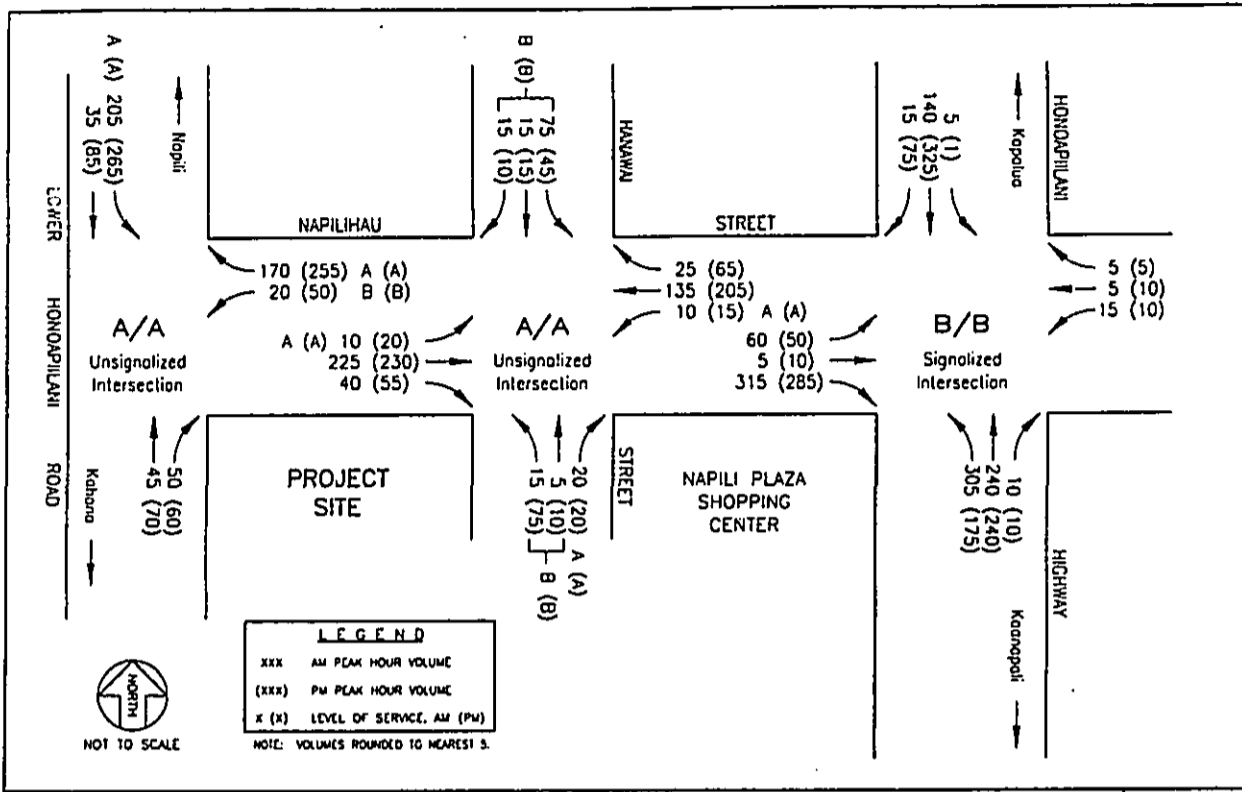 A (A) 205 (265)
35 (85)
Napili
B (B)
75 (45)
15 (15)
15 (10)
HANAWAI
5 (1)
140 (325)
15 (75)
Kapalua
HONOAPIILANI
LOWER HONOAPIILANI ROAD
NAPILIHAU
STREET
170 (255) A (A)
20 (50) B (B)
25 (65)
135 (205)
10 (15) A (A)
5 (5)
5 (10)
15 (10)
A/A
Unsignalized
Intersection
A (A) 10 (20)
225 (230)
40 (55)
A/A
Unsignalized
Intersection
60 (50)
5 (10)
315 (285)
B/B
Signalized
Intersection
50 (60)
45 (70)
Kahana
PROJECT
SITE
20 (20) A (A)
5 (10)
15 (75)
B (B)
STREET
NAPILI PLAZA
SHOPPING
CENTER
10 (10)
240 (240)
305 (175)
HIGHWAY
Kaanapali
LEGEND
XXX AM PEAK HOUR VOLUME
(XXX) PM PEAK HOUR VOLUME
X (X) LEVEL OF SERVICE, AM (PM)
NOTE: VOLUMES ROUNDED TO NEAREST 5.
NORTH
NOT TO SCALE